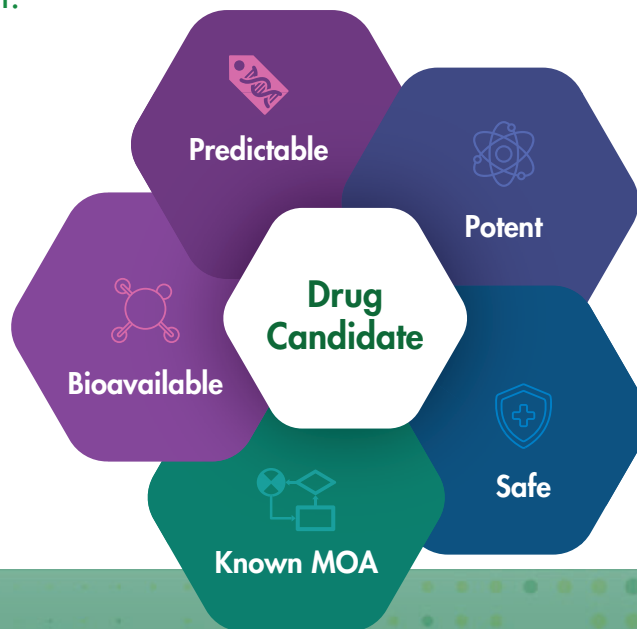 Predictable
Potent
Drug
Candidate
Bioavailable
Safe
Known MOA